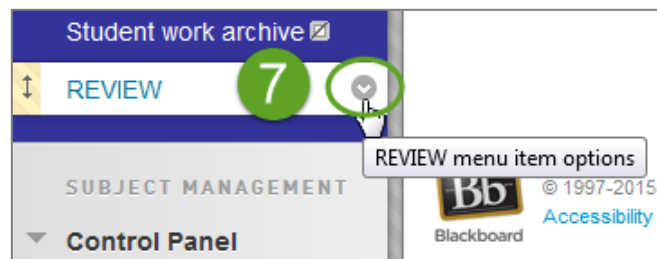 Student work archive
REVIEW
7
REVIEW menu item options
SUBJECT MANAGEMENT
Control Panel
Bb
Blackboard
© 1997-2015
Accessibility